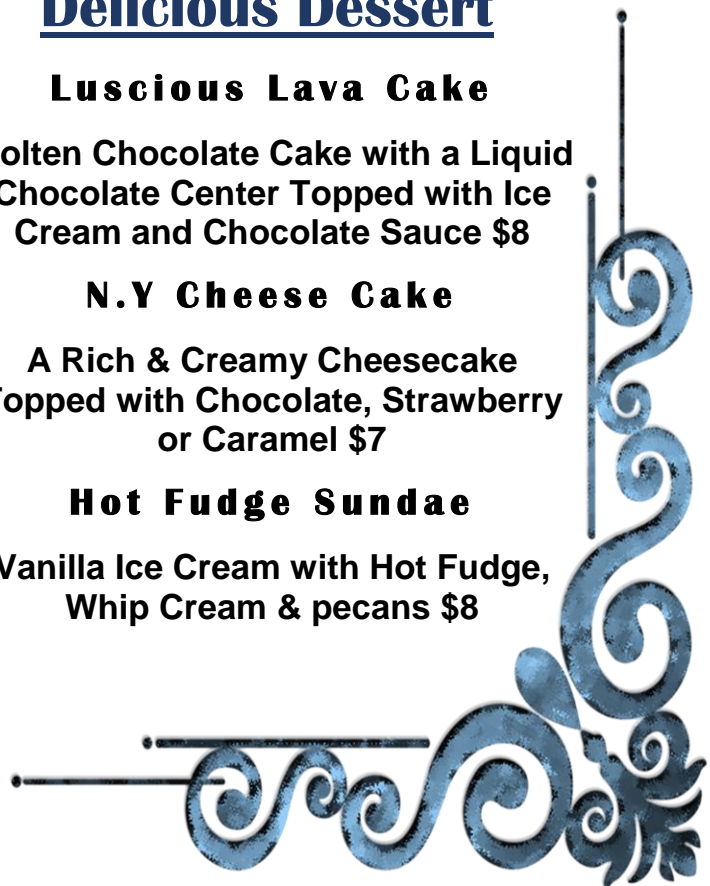 Delicious Dessert
Luscious Lava Cake
olten Chocolate Cake with a Liquid
Chocolate Center Topped with Ice
Cream and Chocolate Sauce $8
N.Y Cheese Cake
A Rich & Creamy Cheesecake
Topped with Chocolate, Strawberry
or Caramel $7
Hot Fudge Sundae
Vanilla Ice Cream with Hot Fudge,
Whip Cream & pecans $8